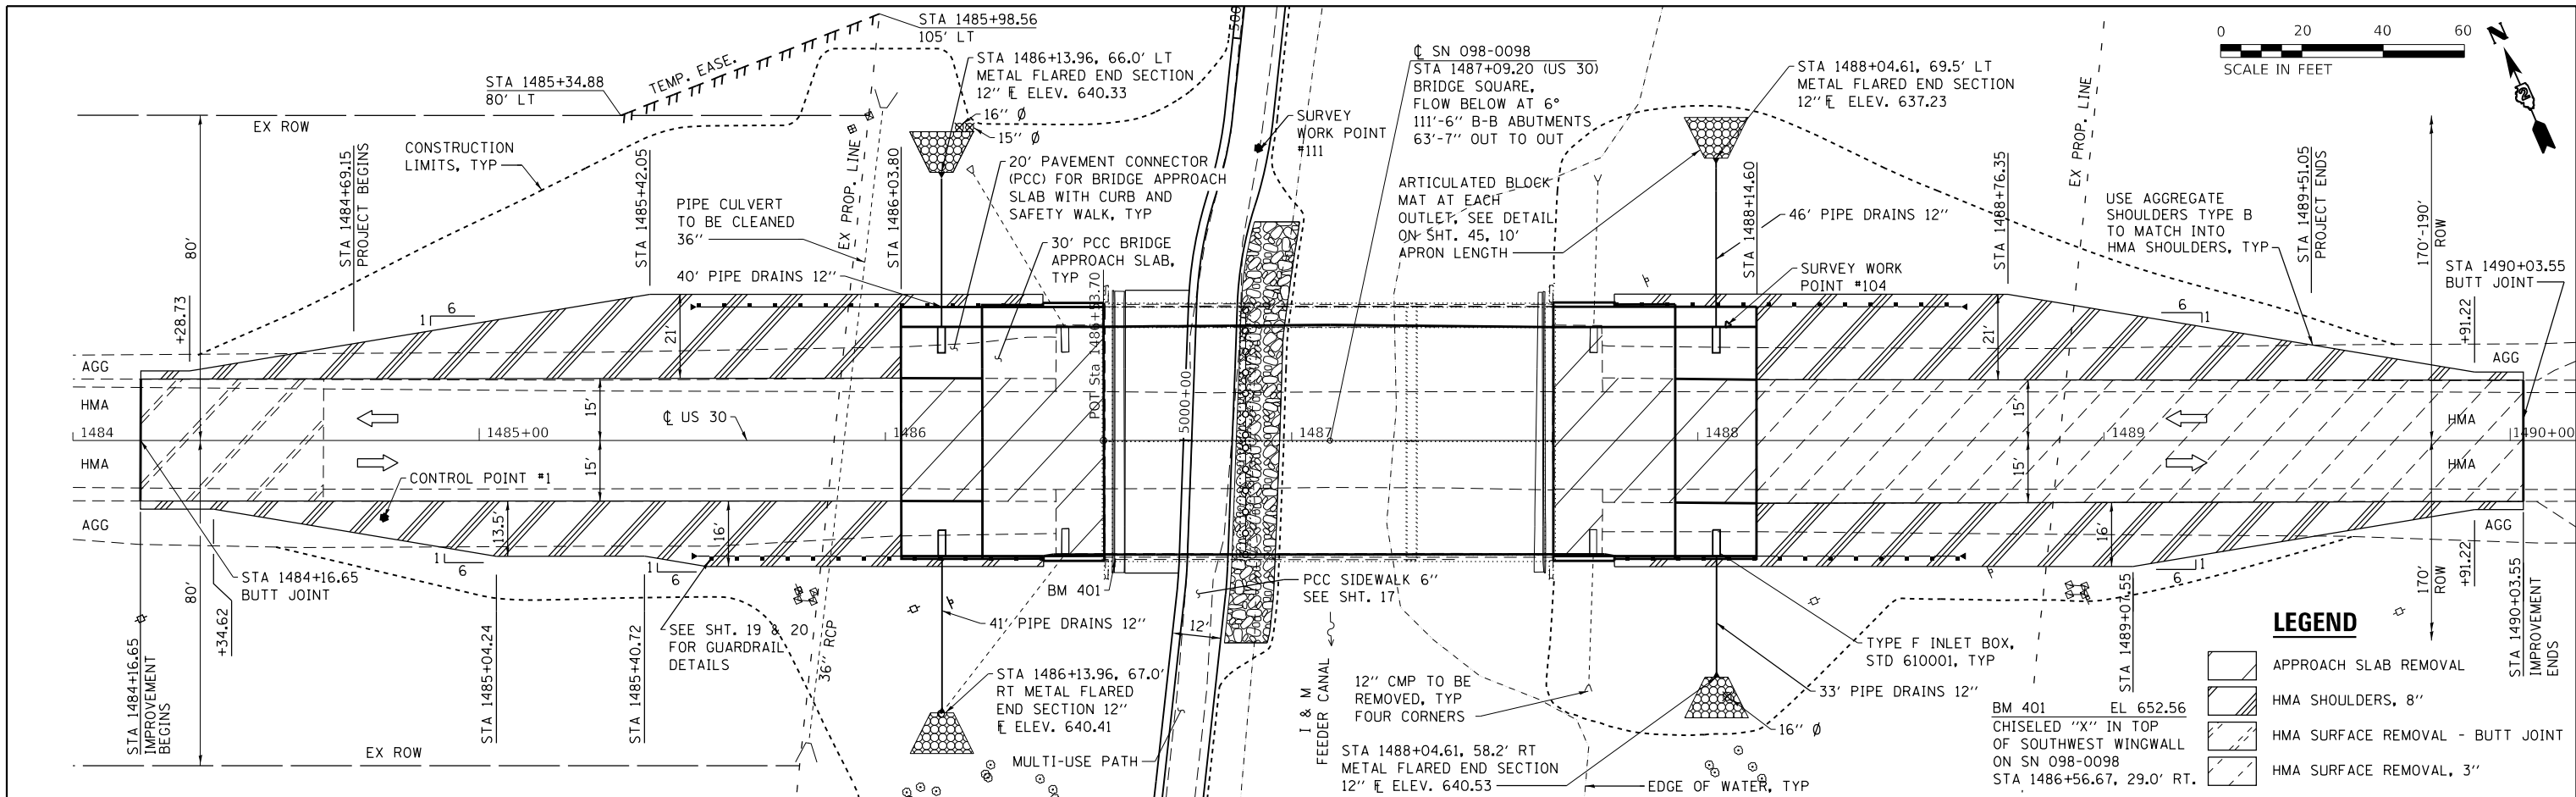 STA 1485+98.56
105' LT
STA 1485+34.88
80' LT
TEMP. EASE.
EX ROW
CONSTRUCTION
LIMITS, TYP
STA 1486+13.96, 66.0' LT
METAL FLARED END SECTION
12" ℄ ELEV. 640.33
16" Ø
15" Ø
20' PAVEMENT CONNECTOR
(PCC) FOR BRIDGE APPROACH
SLAB WITH CURB AND
SAFETY WALK, TYP
30' PCC BRIDGE
APPROACH SLAB,
TYP
PIPE CULVERT
TO BE CLEANED
36"
40' PIPE DRAINS 12"
EX PROP. LINE
STA 1486+03.80
STA 1485+42.05
STA 1484+69.15
PROJECT BEGINS
80'
+28.73
SURVEY
WORK POINT
#111
℄ SN 098-0098
STA 1487+09.20 (US 30)
BRIDGE SQUARE,
FLOW BELOW AT 6°
111'-6" B-B ABUTMENTS
63'-7" OUT TO OUT
ARTICULATED BLOCK
MAT AT EACH
OUTLET, SEE DETAIL
ON SHT. 45, 10'
APRON LENGTH
STA 1488+04.61, 69.5' LT
METAL FLARED END SECTION
12" ℄ ELEV. 637.23
46' PIPE DRAINS 12"
STA 1488+14.60
SURVEY WORK
POINT #104
STA 1488+76.35
EX PROP. LINE
USE AGGREGATE
SHOULDERS TYPE B
TO MATCH INTO
HMA SHOULDERS, TYP
STA 1489+51.05
PROJECT ENDS
170'-190'
ROW
STA 1490+03.55
BUTT JOINT
+91.22
0 20 40 60
SCALE IN FEET
N
1
6
21'
POT Sta 1486+53.70
21'
6
1
AGG
AGG
HMA
15'
℄ US 30
5000+00
15'
HMA
1484
1485+00
1486
1487
1488
1489
1490+00
HMA
15'
15'
HMA
CONTROL POINT #1
AGG
13.5'
16'
16'
AGG
1
6
1
6
6
1
80'
STA 1484+16.65
BUTT JOINT
+34.62
STA 1484+16.65
IMPROVEMENT
BEGINS
STA 1485+04.24
STA 1485+40.72
SEE SHT. 19 & 20
FOR GUARDRAIL
DETAILS
36" RCP
EX ROW
BM 401
41' PIPE DRAINS 12"
STA 1486+13.96, 67.0'
RT METAL FLARED
END SECTION 12"
℄ ELEV. 640.41
MULTI-USE PATH
12'
PCC SIDEWALK 6"
SEE SHT. 17
I & M
FEEDER CANAL
12" CMP TO BE
REMOVED, TYP
FOUR CORNERS
STA 1488+04.61, 58.2' RT
METAL FLARED END SECTION
12" ℄ ELEV. 640.53
EDGE OF WATER, TYP
16" Ø
33' PIPE DRAINS 12"
TYPE F INLET BOX,
STD 610001, TYP
STA 1489+07.55
170'
ROW
+91.22
STA 1490+03.55
IMPROVEMENT
ENDS
BM 401 EL 652.56
CHISELED "X" IN TOP
OF SOUTHWEST WINGWALL
ON SN 098-0098
STA 1486+56.67, 29.0' RT.
LEGEND
APPROACH SLAB REMOVAL
HMA SHOULDERS, 8"
HMA SURFACE REMOVAL - BUTT JOINT
HMA SURFACE REMOVAL, 3"